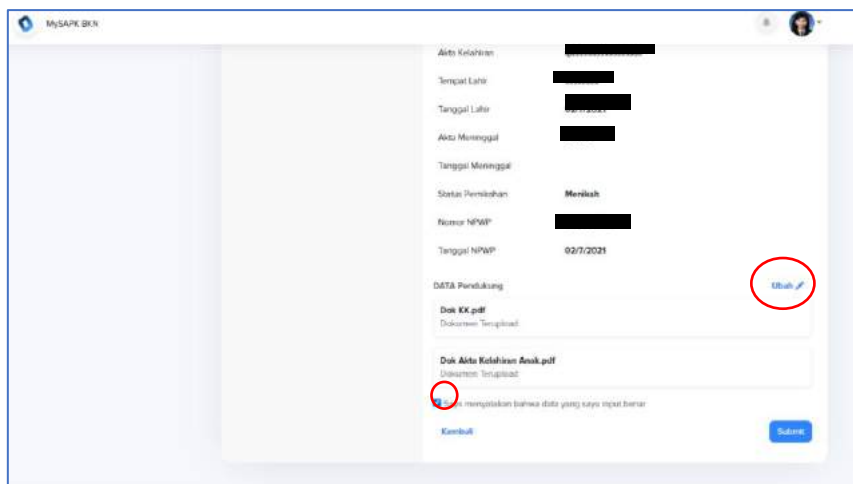 MySAPK BKN
Akta Kelahiran
Tempat Lahir
Tanggal Lahir
Akta Meninggal
Tanggal Meninggal
Status Pernikahan Menikah
Nomor NPWP
Tanggal NPWP 02/7/2021
DATA Pendukung Ubah
Dok KK.pdf
Dokumen Terupload
Dok Akta Kelahiran Anak.pdf
Dokumen Terupload
Saya menyatakan bahwa data yang saya input benar
Kembali Submit